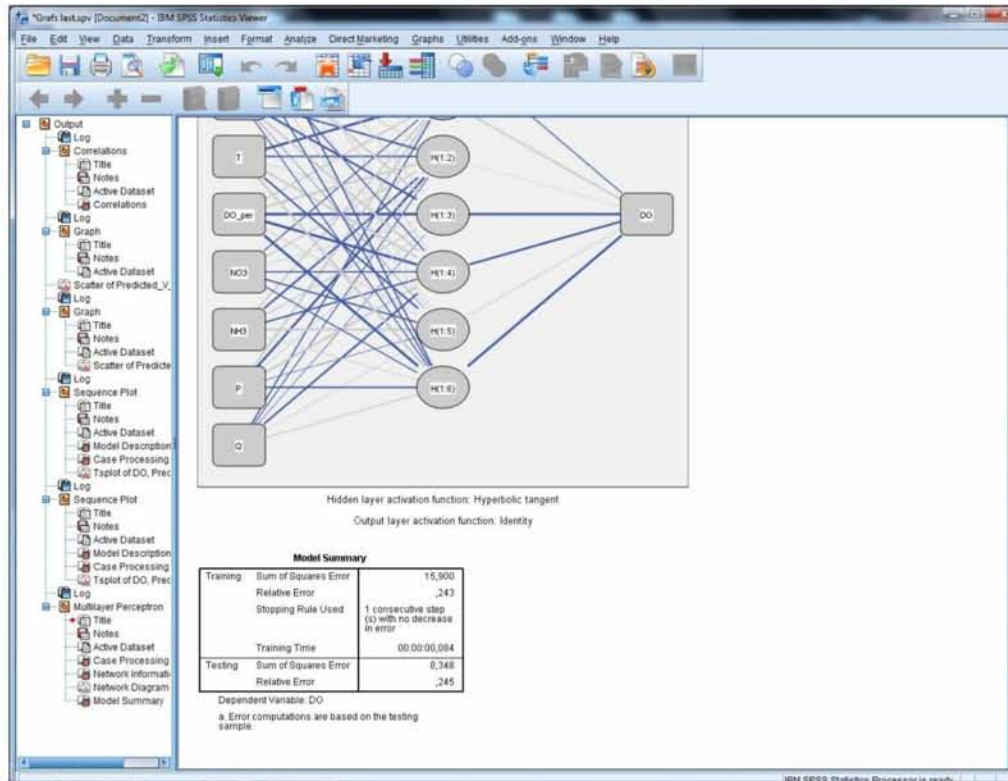 *Grafs last.spv [Document2] - IBM SPSS Statistics Viewer
File Edit View Data Transform Insert Format Analyze Direct Marketing Graphs Utilities Add-ons Window Help
Output
Log
Correlations
Title
Notes
Active Dataset
Correlations
Log
Graph
Title
Notes
Active Dataset
Scatter of Predicted_V_
Log
Graph
Title
Notes
Active Dataset
Scatter of Predicte
Log
Sequence Plot
Title
Notes
Active Dataset
Model Description
Case Processing
Tsplot of DO, Prec
Log
Sequence Plot
Title
Notes
Active Dataset
Model Description
Case Processing
Tsplot of DO, Prec
Log
Multilayer Perceptron
Title
Notes
Active Dataset
Case Processing
Network Informati
Network Diagram
Model Summary
T
H(1:2)
DO_per
H(1:3)
DO
NO3
H(1:4)
NH3
H(1:5)
P
H(1:6)
Q
Hidden layer activation function: Hyperbolic tangent
Output layer activation function: Identity
Model Summary
Training Sum of Squares Error 15,900
Relative Error ,243
Stopping Rule Used 1 consecutive step
(s) with no decrease
in error
Training Time 00:00:00,084
Testing Sum of Squares Error 8,348
Relative Error ,245
Dependent Variable: DO
a. Error computations are based on the testing
sample.
IBM SPSS Statistics Processor is ready